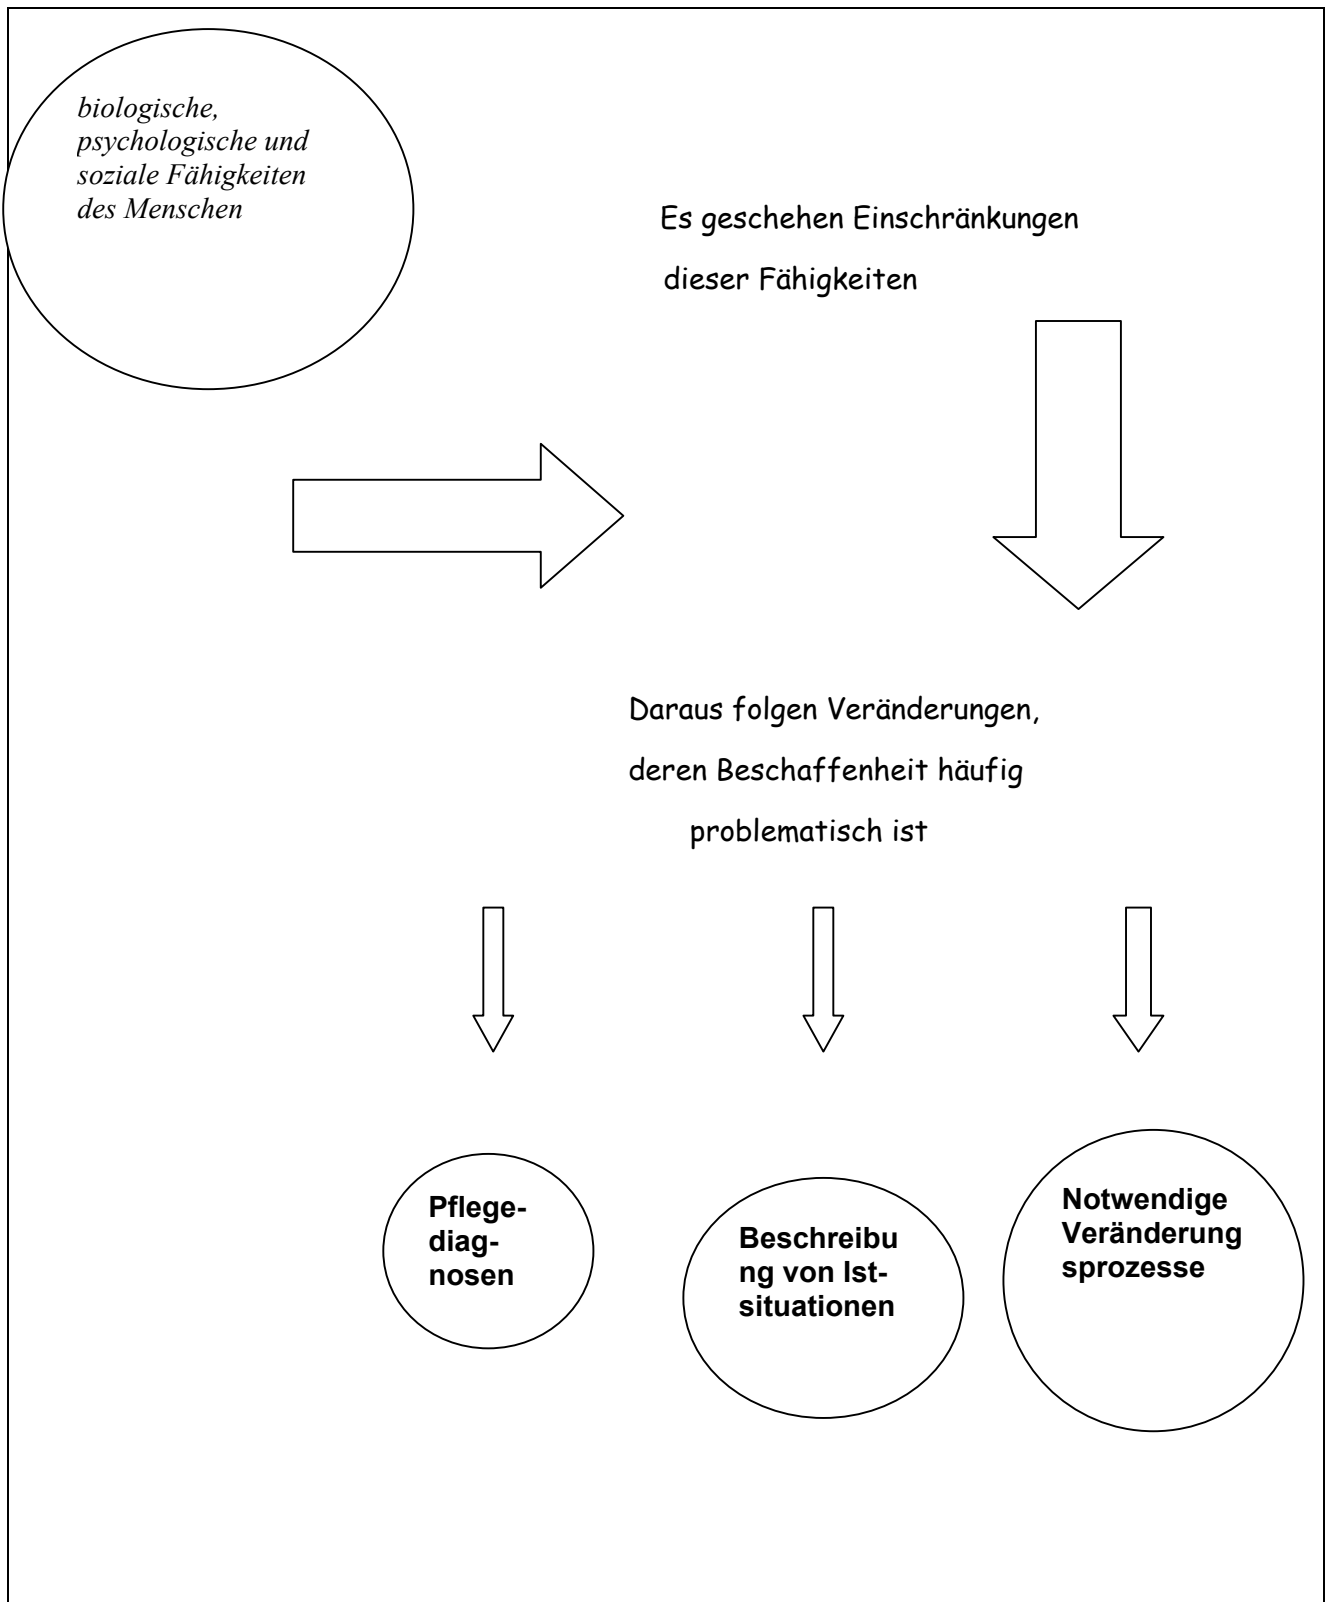 biologische,
psychologische und
soziale Fähigkeiten
des Menschen
Es geschehen Einschränkungen
dieser Fähigkeiten
Daraus folgen Veränderungen,
deren Beschaffenheit häufig
problematisch ist
Pflege-
diag-
nosen
Beschreibu
ng von Ist-
situationen
Notwendige
Veränderung
sprozesse